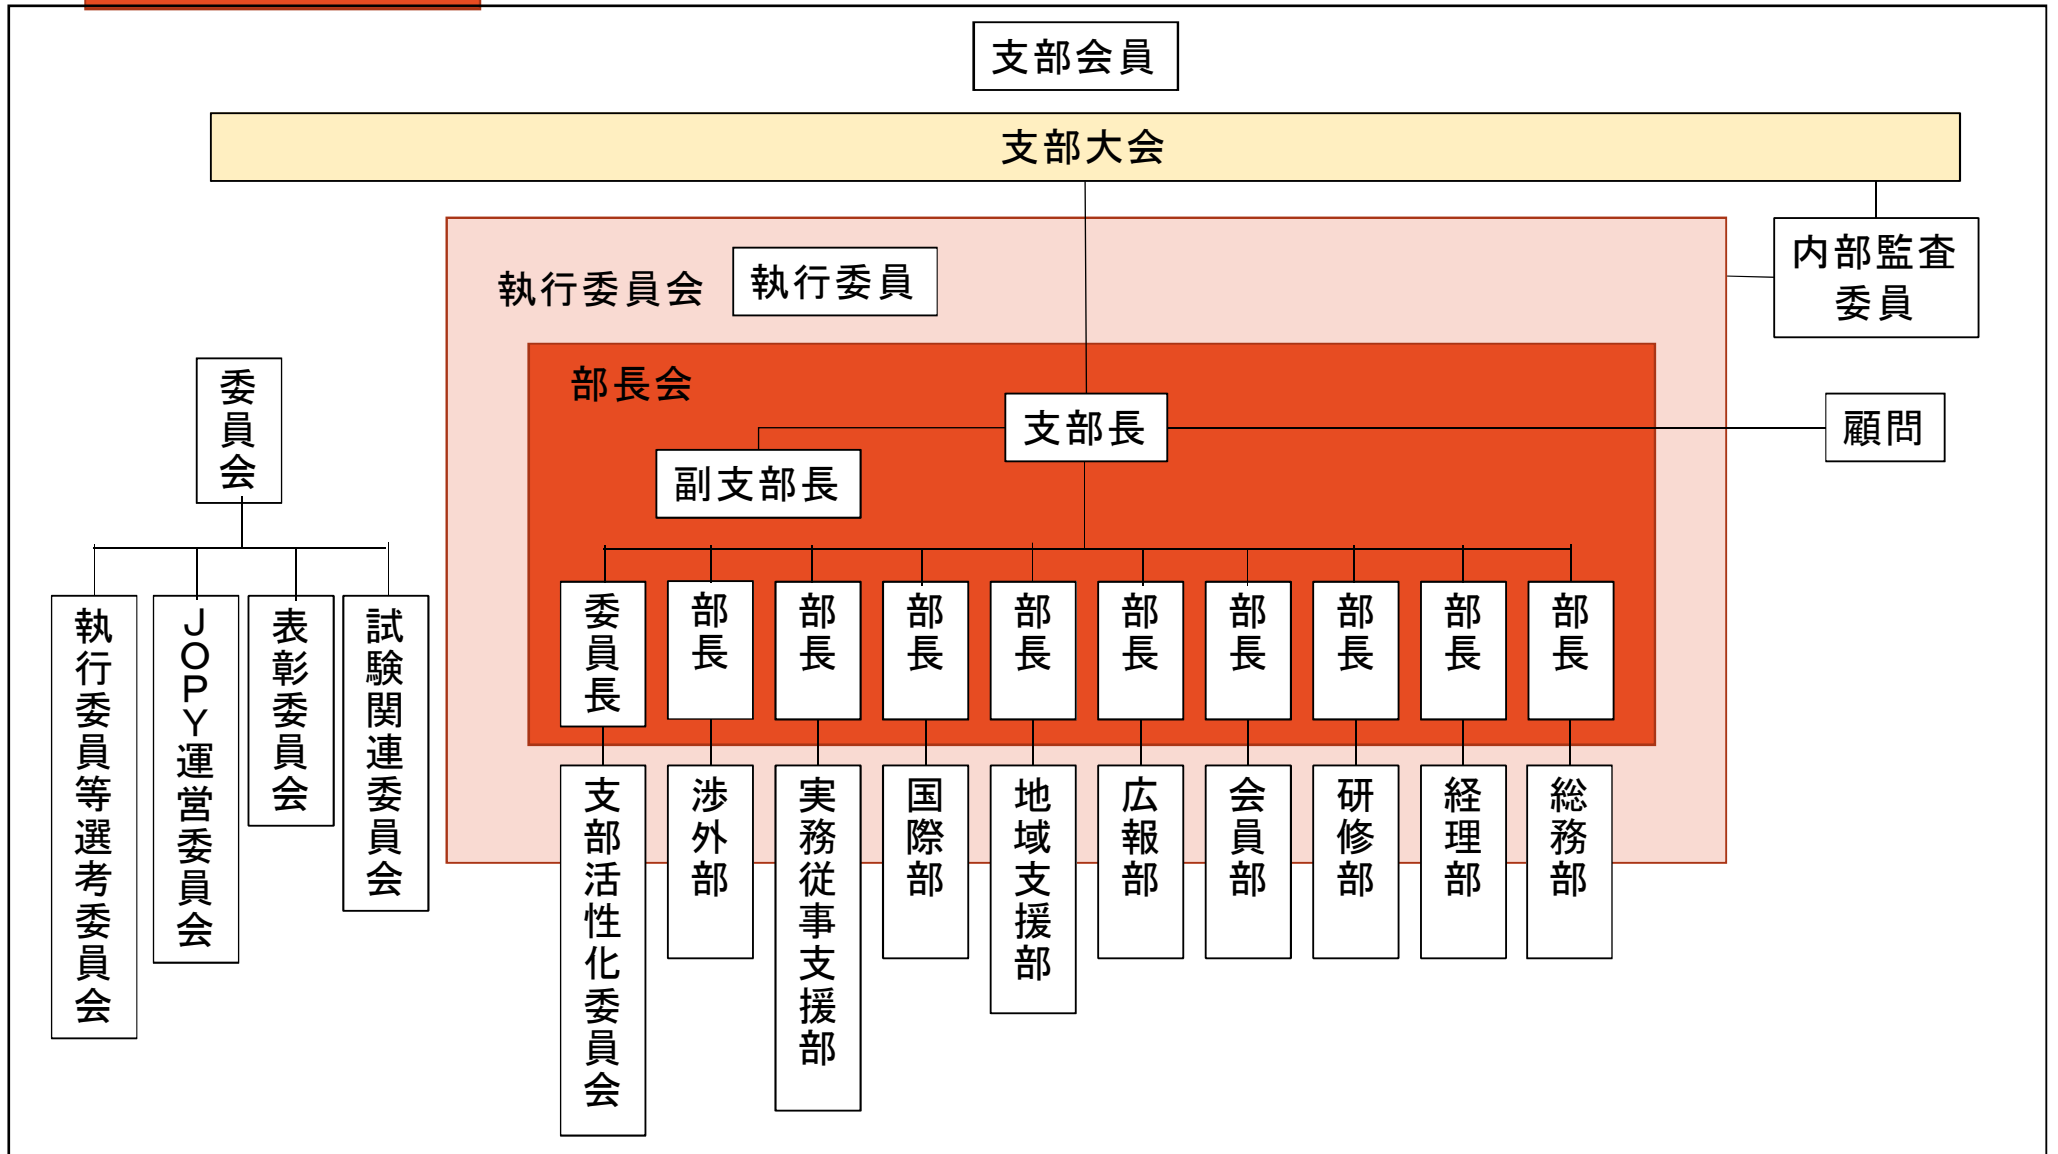 支部会員
支部大会
内部監査
委員
執行委員会
執行委員
部長会
支部長
顧問
副支部長
委員会
執行委員等選考委員会
JOPY運営委員会
表彰委員会
試験関連委員会
委員長
部長
部長
部長
部長
部長
部長
部長
部長
部長
支部活性化委員会
渉外部
実務従事支援部
国際部
地域支援部
広報部
会員部
研修部
経理部
総務部